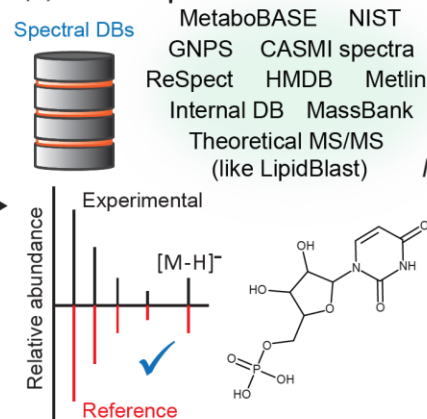 Spectral DBs
MetaboBASE NIST
GNPS CASMI spectra
ReSpect HMDB Metlin
Internal DB MassBank
Theoretical MS/MS
(like LipidBlast)
Relative abundance
Experimental
[M-H]⁻
Reference
OH
HO
O
N
NH
O
O
O
O
P
OH
HO